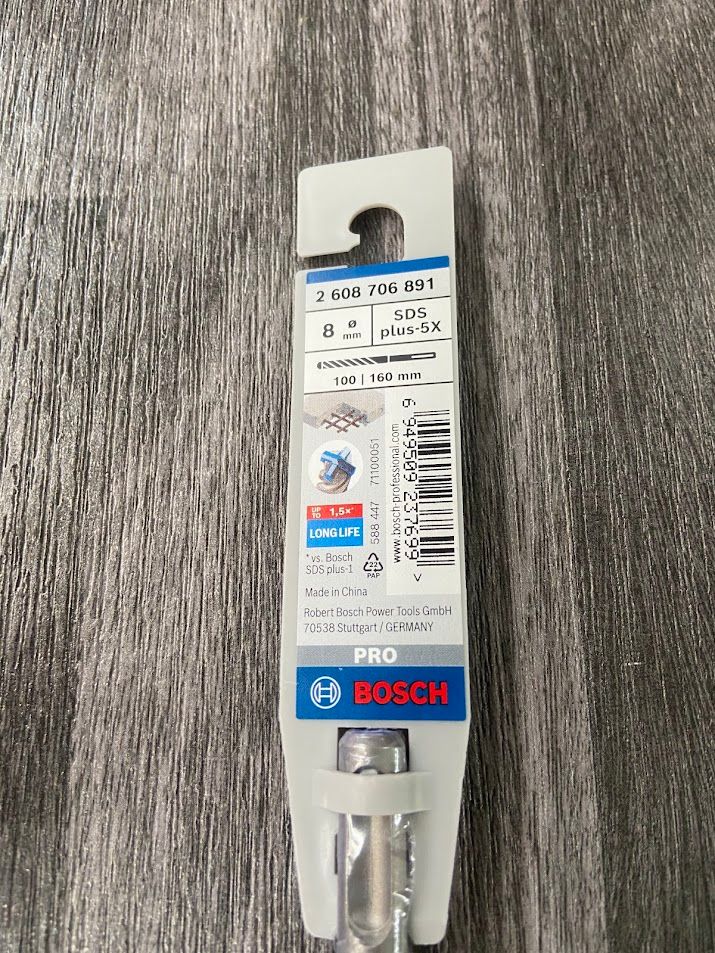 2 608 706 891
8 ø mm
SDS plus-5X
100 | 160 mm
6 949509 237699 >
www.bosch-professional.com
588 447 71100051
UP TO 1,5x*
LONG LIFE
* vs. Bosch
SDS plus-1
22
PAP
Made in China
Robert Bosch Power Tools GmbH
70538 Stuttgart / GERMANY
PRO
BOSCH